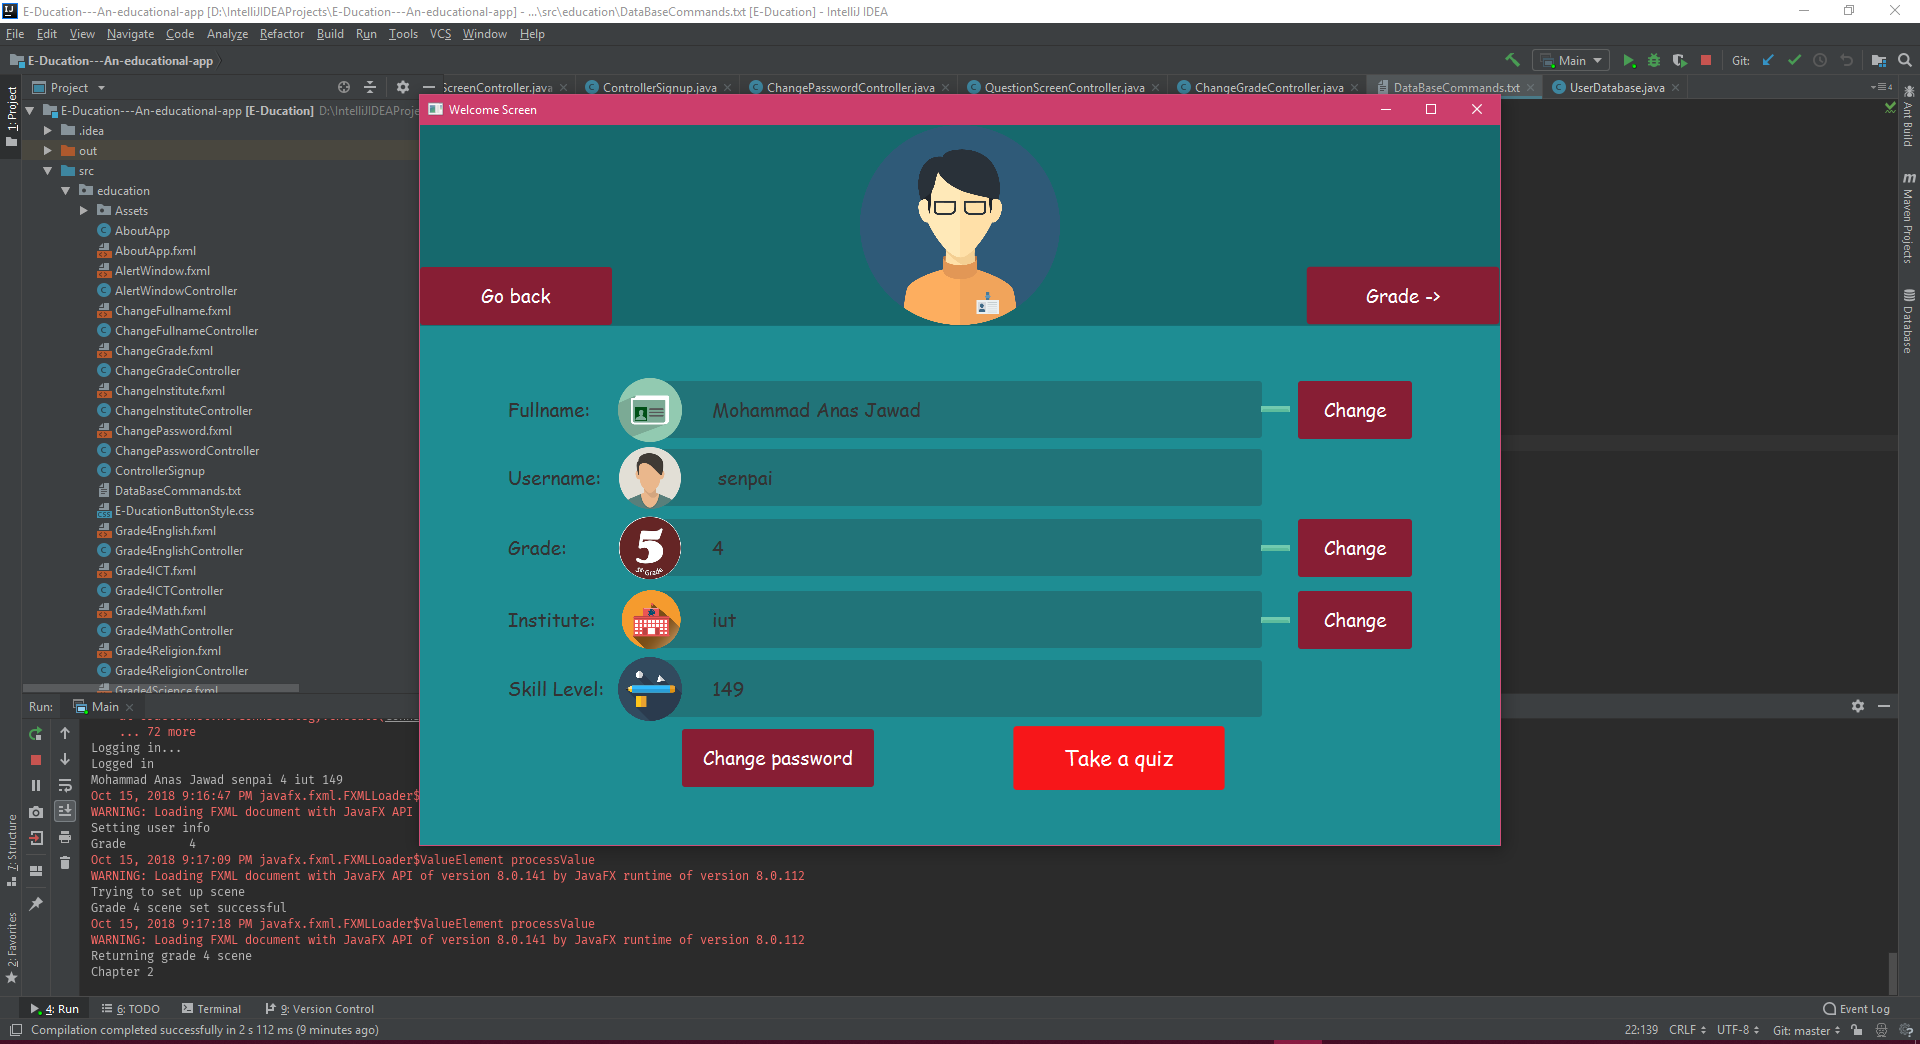 E-Ducation---An-educational-app [D:\IntelliJIDEAProjects\E-Ducation---An-educational-app] - ...\src\education\DataBaseCommands.txt [E-Ducation] - IntelliJ IDEA
File Edit View Navigate Code Analyze Refactor Build Run Tools VCS Window Help
E-Ducation---An-educational-app
Main
Git:
Project
ScreenController.java
ControllerSignup.java
ChangePasswordController.java
QuestionScreenController.java
ChangeGradeController.java
DataBaseCommands.txt
UserDatabase.java
1: Project
E-Ducation---An-educational-app [E-Ducation] D:\IntelliJIDEAProje
.idea
out
src
education
Assets
AboutApp
AboutApp.fxml
AlertWindow.fxml
AlertWindowController
ChangeFullname.fxml
ChangeFullnameController
ChangeGrade.fxml
ChangeGradeController
ChangeInstitute.fxml
ChangeInstituteController
ChangePassword.fxml
ChangePasswordController
ControllerSignup
DataBaseCommands.txt
E-DucationButtonStyle.css
Grade4English.fxml
Grade4EnglishController
Grade4ICT.fxml
Grade4ICTController
Grade4Math.fxml
Grade4MathController
Grade4Religion.fxml
Grade4ReligionController
Grade4Science.fxml
Welcome Screen
Go back
Grade ->
Fullname: Mohammad Anas Jawad Change
Username: senpai
Grade: 5 Grade 4 Change
Institute: iut Change
Skill Level: 149
Change password
Take a quiz
Ant Build
Maven Projects
Database
Run: Main
... 72 more
Logging in...
Logged in
Mohammad Anas Jawad senpai 4 iut 149
Oct 15, 2018 9:16:47 PM javafx.fxml.FXMLLoader$
WARNING: Loading FXML document with JavaFX API
Setting user info
Grade 4
Oct 15, 2018 9:17:09 PM javafx.fxml.FXMLLoader$ValueElement processValue
WARNING: Loading FXML document with JavaFX API of version 8.0.141 by JavaFX runtime of version 8.0.112
Trying to set up scene
Grade 4 scene set successful
Oct 15, 2018 9:17:18 PM javafx.fxml.FXMLLoader$ValueElement processValue
WARNING: Loading FXML document with JavaFX API of version 8.0.141 by JavaFX runtime of version 8.0.112
Returning grade 4 scene
Chapter 2
7: Structure
2: Favorites
4: Run 6: TODO Terminal 9: Version Control Event Log
Compilation completed successfully in 2 s 112 ms (9 minutes ago) 22:139 CRLF UTF-8 Git: master